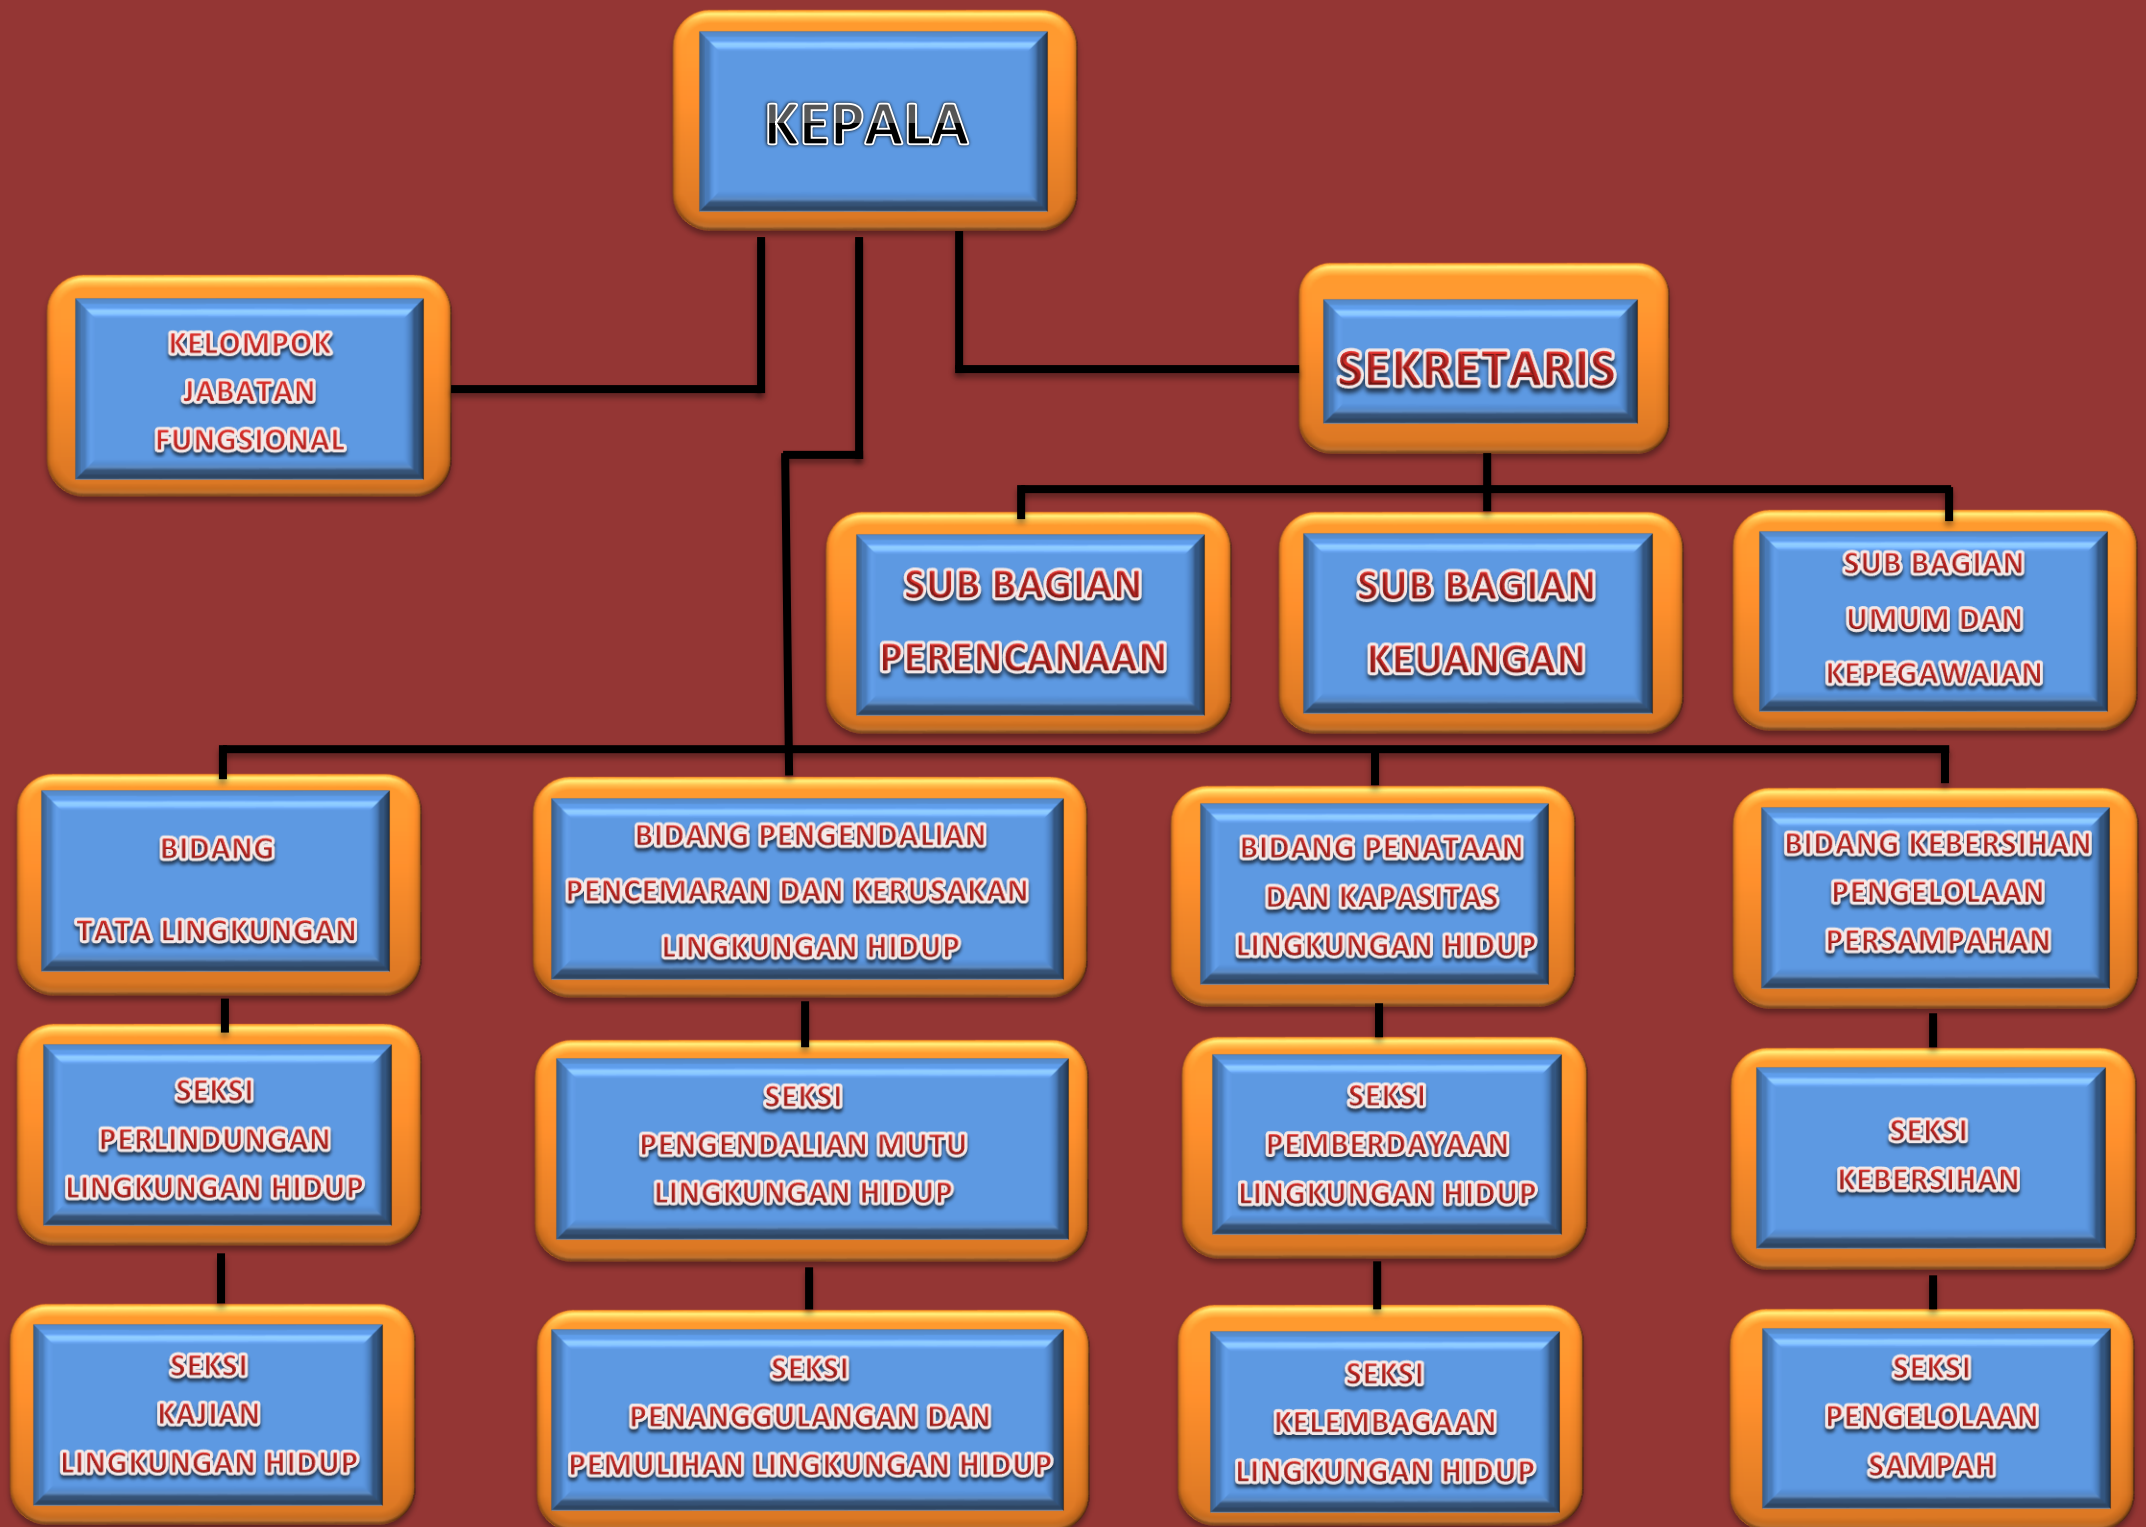 KEPALA
KELOMPOK
JABATAN
FUNGSIONAL
SEKRETARIS
SUB BAGIAN
PERENCANAAN
SUB BAGIAN
KEUANGAN
SUB BAGIAN
UMUM DAN
KEPEGAWAIAN
BIDANG
TATA LINGKUNGAN
BIDANG PENGENDALIAN
PENCEMARAN DAN KERUSAKAN
LINGKUNGAN HIDUP
BIDANG PENATAAN
DAN KAPASITAS
LINGKUNGAN HIDUP
BIDANG KEBERSIHAN
PENGELOLAAN
PERSAMPAHAN
SEKSI
PERLINDUNGAN
LINGKUNGAN HIDUP
SEKSI
PENGENDALIAN MUTU
LINGKUNGAN HIDUP
SEKSI
PEMBERDAYAAN
LINGKUNGAN HIDUP
SEKSI
KEBERSIHAN
SEKSI
KAJIAN
LINGKUNGAN HIDUP
SEKSI
PENANGGULANGAN DAN
PEMULIHAN LINGKUNGAN HIDUP
SEKSI
KELEMBAGAAN
LINGKUNGAN HIDUP
SEKSI
PENGELOLAAN
SAMPAH